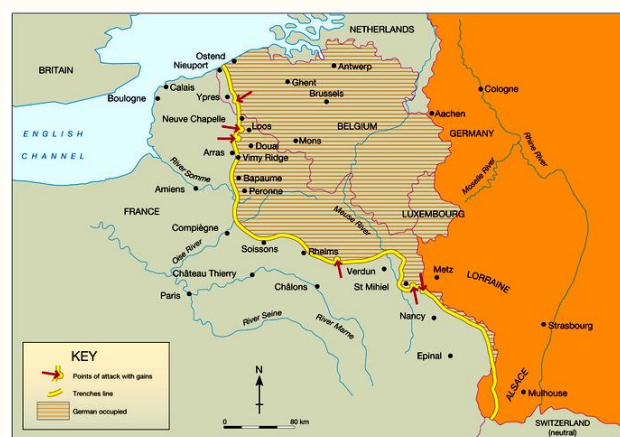 NETHERLANDS
BRITAIN
Ostend
Nieuport
Antwerp
Calais
Ghent
Cologne
Boulogne
Ypres
Brussels
Neuve Chapelle
Aachen
Loos
BELGIUM
ENGLISH
CHANNEL
Douai
Mons
GERMANY
Rhine River
Arras
Vimy Ridge
River Somme
Moselle River
Bapaume
Amiens
Peronne
FRANCE
Meuse River
LUXEMBOURG
Compiègne
Oise River
Soissons
Rheims
Château Thierry
Verdun
Metz
LORRAINE
Paris
Châlons
St Mihiel
River Seine
River Marne
Nancy
Strasbourg
Epinal
ALSACE
Mulhouse
SWITZERLAND
(neutral)
KEY
Points of attack with gains
Trenches line
German occupied
N
0
80 km